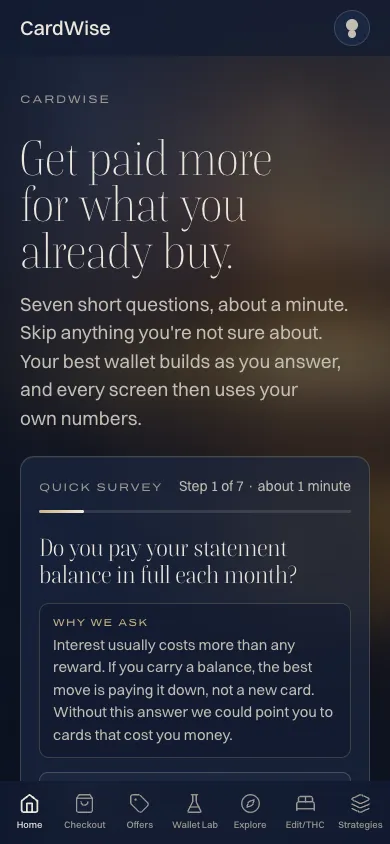 CardWise
CARDWISE
Get paid more
for what you
already buy.
Seven short questions, about a minute.
Skip anything you're not sure about.
Your best wallet builds as you answer,
and every screen then uses your
own numbers.
QUICK SURVEY Step 1 of 7 · about 1 minute
Do you pay your statement
balance in full each month?
WHY WE ASK
Interest usually costs more than any
reward. If you carry a balance, the best
move is paying it down, not a new card.
Without this answer we could point you to
cards that cost you money.
Home Checkout Offers Wallet Lab Explore Edit/THC Strategies